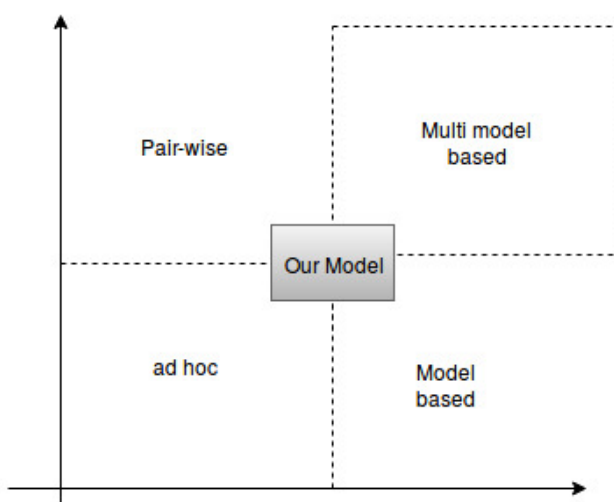 Pair-wise
Multi model
based
Our Model
ad hoc
Model
based